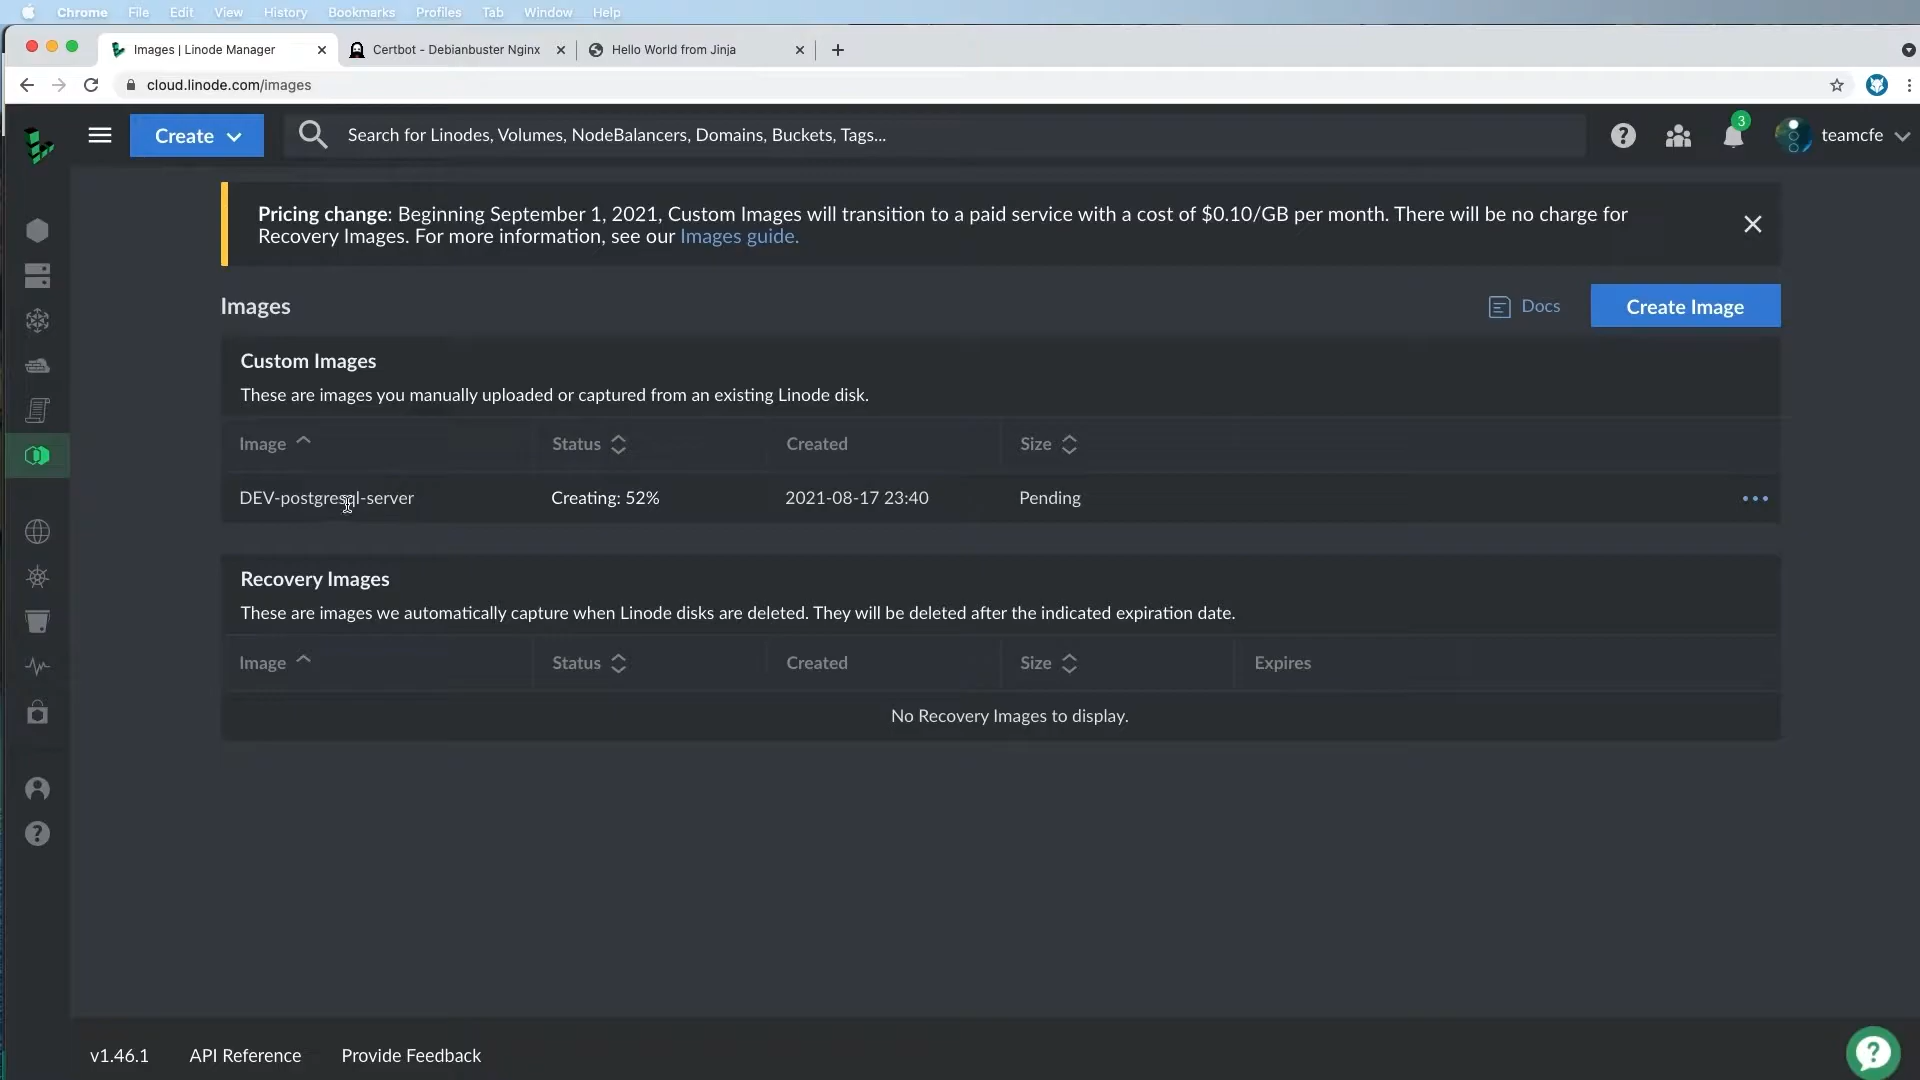 Chrome File Edit View History Bookmarks Profiles Tab Window Help
Images | Linode Manager
Certbot - Debianbuster Nginx
Hello World from Jinja
cloud.linode.com/images
Create
Search for Linodes, Volumes, NodeBalancers, Domains, Buckets, Tags...
3
teamcfe
Pricing change: Beginning September 1, 2021, Custom Images will transition to a paid service with a cost of $0.10/GB per month. There will be no charge for
Recovery Images. For more information, see our Images guide.
Images
Docs
Create Image
Custom Images
These are images you manually uploaded or captured from an existing Linode disk.
Image Status Created Size
DEV-postgresql-server Creating: 52% 2021-08-17 23:40 Pending
Recovery Images
These are images we automatically capture when Linode disks are deleted. They will be deleted after the indicated expiration date.
Image Status Created Size Expires
No Recovery Images to display.
v1.46.1 API Reference Provide Feedback